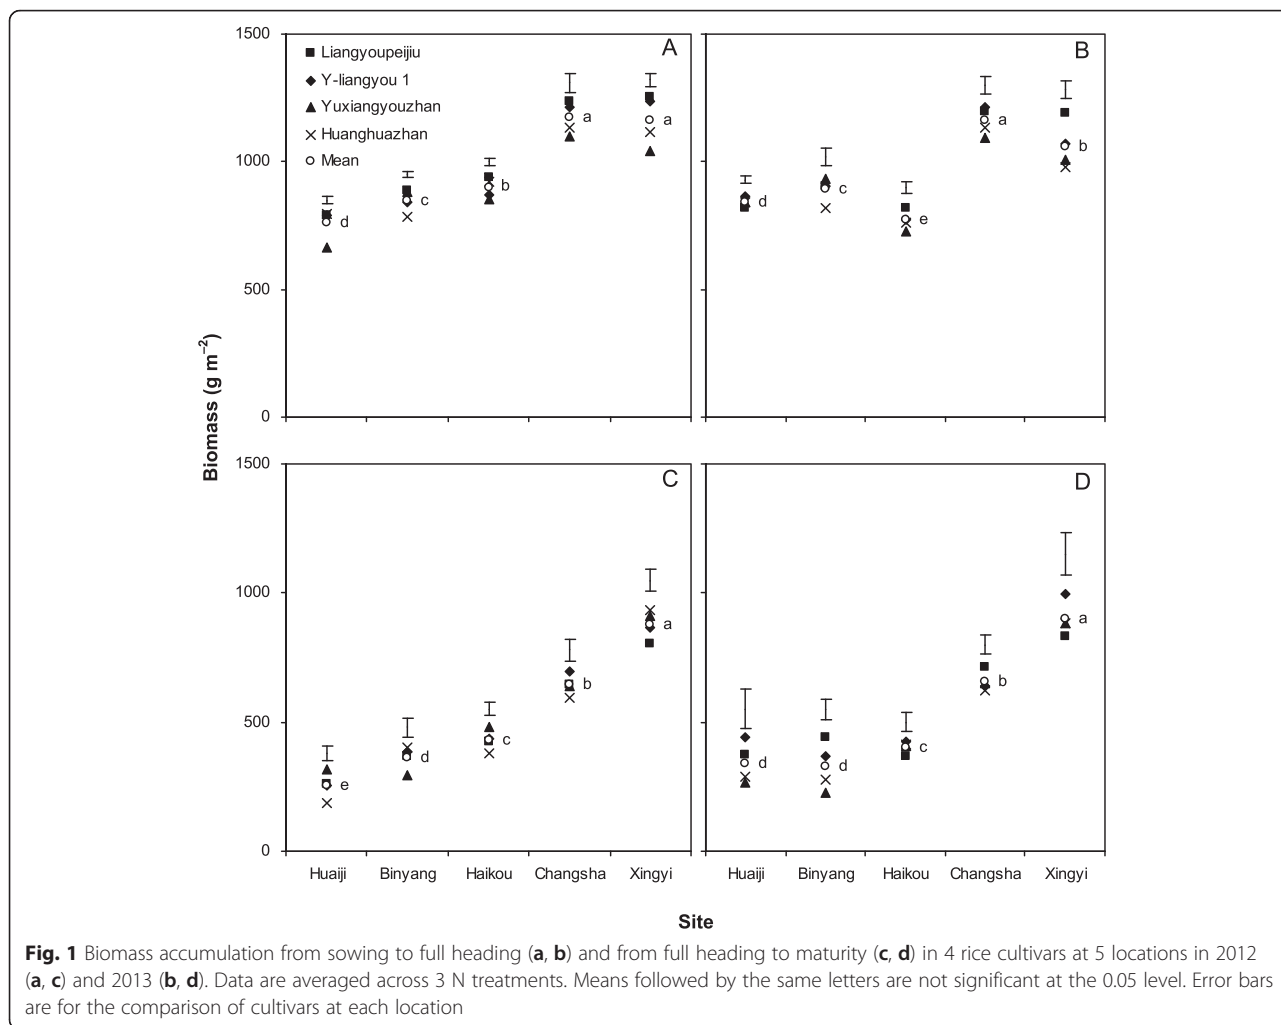 1500
A
B
Liangyoupeijiu
Y-liangyou 1
Yuxiangyouzhan
Huanghuazhan
Mean
1000
500
0
d
c
b
a
a
d
c
e
a
b
Biomass (g m⁻²)
1500
C
D
1000
500
0
e
d
c
b
a
d
d
c
b
a
Huaiji Binyang Haikou Changsha Xingyi
Huaiji Binyang Haikou Changsha Xingyi
Site
Fig. 1 Biomass accumulation from sowing to full heading (a, b) and from full heading to maturity (c, d) in 4 rice cultivars at 5 locations in 2012
(a, c) and 2013 (b, d). Data are averaged across 3 N treatments. Means followed by the same letters are not significant at the 0.05 level. Error bars
are for the comparison of cultivars at each location